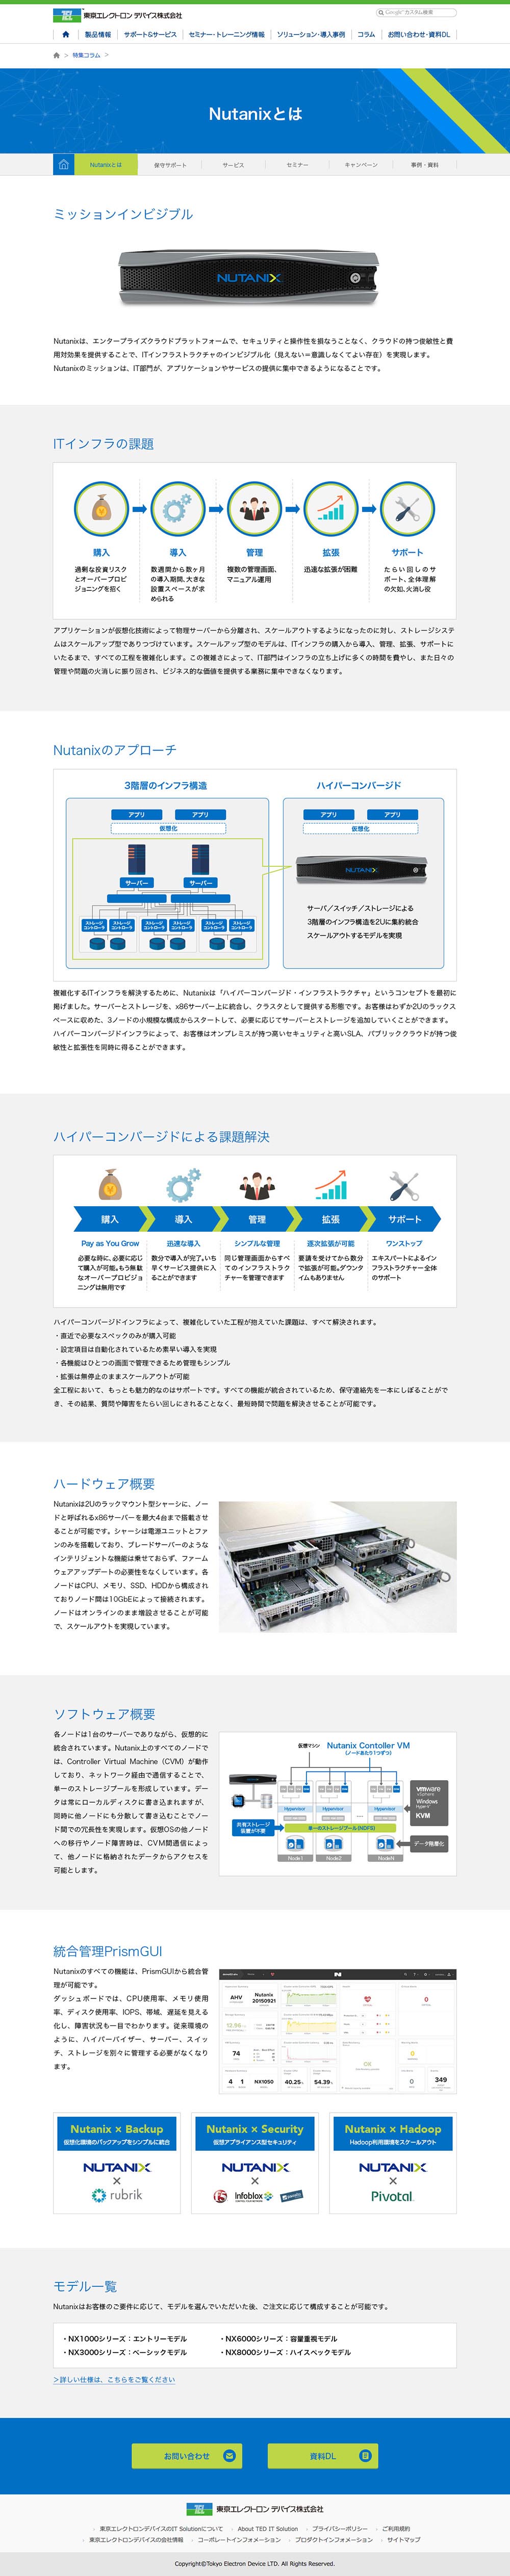 TEL 東京エレクトロン デバイス株式会社
Google カスタム検索
製品情報 サポート&サービス セミナー・トレーニング情報 ソリューション・導入事例 コラム お問い合わせ・資料DL
> 特集コラム >
Nutanixとは
Nutanixとは 保守サポート サービス セミナー キャンペーン 事例・資料
ミッションインビジブル
NUTANIX
Nutanixは、エンタープライズクラウドプラットフォームで、セキュリティと操作性を損なうことなく、クラウドの持つ俊敏性と費
用対効果を提供することで、ITインフラストラクチャのインビジブル化（見えない＝意識しなくてよい存在）を実現します。
Nutanixのミッションは、IT部門が、アプリケーションやサービスの提供に集中できるようになることです。
ITインフラの課題
購入 導入 管理 拡張 サポート
過剰な投資リスク
とオーバープロビ
ジョニングを招く
数週間から数ヶ月
の導入期間、大きな
設置スペースが求
められる
複数の管理画面、
マニュアル運用
迅速な拡張が困難
たらい回しのサ
ポート、全体理解
の欠如、火消し役
アプリケーションが仮想化技術によって物理サーバーから分離され、スケールアウトするようになったのに対し、ストレージシステ
ムはスケールアップ型でありつづけています。スケールアップ型のモデルは、ITインフラの購入から導入、管理、拡張、サポートに
いたるまで、すべての工程を複雑化します。この複雑さによって、IT部門はインフラの立ち上げに多くの時間を費やし、また日々の
管理や問題の火消しに振り回され、ビジネス的な価値を提供する業務に集中できなくなります。
Nutanixのアプローチ
3階層のインフラ構造
アプリ アプリ
仮想化
サーバー サーバー
ストレージ
コントローラ
ストレージ
コントローラ
ストレージ
コントローラ
ストレージ
コントローラ
ストレージ
コントローラ
ストレージ
コントローラ
ハイパーコンバージド
アプリ アプリ
仮想化
NUTANIX
サーバ／スイッチ／ストレージによる
3階層のインフラ構造を2Uに集約統合
スケールアウトするモデルを実現
複雑化するITインフラを解決するために、Nutanixは「ハイパーコンバージド・インフラストラクチャ」というコンセプトを最初に
掲げました。サーバーとストレージを、x86サーバー上に統合し、クラスタとして提供する形態です。お客様はわずか2Uのラックス
ペースに収めた、3ノードの小規模な構成からスタートして、必要に応じてサーバーとストレージを追加していくことができます。
ハイパーコンバージドインフラによって、お客様はオンプレミスが持つ高いセキュリティと高いSLA、パブリッククラウドが持つ俊
敏性と拡張性を同時に得ることができます。
ハイパーコンバージドによる課題解決
購入 導入 管理 拡張 サポート
Pay as You Grow
必要な時に、必要に応じ
て購入が可能。もう無駄
なオーバープロビジョ
ニングは無用です
迅速な導入
数分で導入が完了。いち
早くサービス提供に入
ることができます
シンプルな管理
同じ管理画面からすべ
てのインフラストラク
チャーを管理できます
逐次拡張が可能
要請を受けてから数分
で拡張が可能。ダウンタ
イムもありません
ワンストップ
エキスパートによるイン
フラストラクチャー全体
のサポート
ハイパーコンバージドインフラによって、複雑化していた工程が抱えていた課題は、すべて解決されます。
・直近で必要なスペックのみが購入可能
・設定項目は自動化されているため素早い導入を実現
・各機能はひとつの画面で管理できるため管理もシンプル
・拡張は無停止のままスケールアウトが可能
全工程において、もっとも魅力的なのはサポートです。すべての機能が統合されているため、保守連絡先を一本にしぼることがで
き、その結果、質問や障害をたらい回しにされることなく、最短時間で問題を解決させることが可能です。
ハードウェア概要
Nutanixは2Uのラックマウント型シャーシに、ノー
ドと呼ばれるx86サーバーを最大4台まで搭載させ
ることが可能です。シャーシは電源ユニットとファ
ンのみを搭載しており、ブレードサーバーのような
インテリジェントな機能は乗せておらず、ファーム
ウェアアップデートの必要性をなくしています。各
ノードはCPU、メモリ、SSD、HDDから構成されて
おりノード間は10GbEによって接続されます。
ノードはオンラインのまま増設させることが可能
で、スケールアウトを実現しています。
ソフトウェア概要
各ノードは1台のサーバーでありながら、仮想的に
統合されています。Nutanix上のすべてのノードで
は、Controller Virtual Machine（CVM）が動作
しており、ネットワーク経由で通信することで、
単一のストレージプールを形成しています。デー
タは常にローカルディスクに書き込まれますが、
同時に他ノードにも分散して書き込むことでノー
ド間での冗長性を実現します。仮想OSの他ノード
への移行やノード障害時は、CVM間通信によっ
て、他ノードに格納されたデータからアクセスを
可能とします。
仮想マシン Nutanix Contoller VM
（ノードあたり1つずつ）
Hypervisor Hypervisor Hypervisor
vmware
vSphere
Windows
Hyper-V
KVM
共有ストレージ
装置が不要
単一のストレージプール(NDFS)
データ階層化
Node1 Node2 NodeN
統合管理PrismGUI
Nutanixのすべての機能は、PrismGUIから統合管
理が可能です。
ダッシュボードでは、CPU使用率、メモリ使用
率、ディスク使用率、IOPS、帯域、遅延を見える
化し、障害状況も一目でわかります。従来環境の
ように、ハイパーバイザー、サーバー、スイッ
チ、ストレージを別々に管理する必要がなくなり
ます。
AHV Nutanix
20150921
74
4 1 NX1050 40.25% 54.39%
349
Nutanix × Backup
仮想化環境のバックアップをシンプルに統合
NUTANIX
×
rubrik
Nutanix × Security
仮想アプライアンス型セキュリティ
NUTANIX
×
Infoblox
Nutanix × Hadoop
Hadoop利用環境をスケールアウト
NUTANIX
×
Pivotal
モデル一覧
Nutanixはお客様のご要件に応じて、モデルを選んでいただいた後、ご注文に応じて構成することが可能です。
・NX1000シリーズ：エントリーモデル ・NX6000シリーズ：容量重視モデル
・NX3000シリーズ：ベーシックモデル ・NX8000シリーズ：ハイスペックモデル
＞詳しい仕様は、こちらをご覧ください
お問い合わせ 資料DL
TEL 東京エレクトロン デバイス株式会社
東京エレクトロンデバイスのIT Solutionについて About TED IT Solution プライバシーポリシー ご利用規約
東京エレクトロンデバイスの会社情報 コーポレートインフォメーション プロダクトインフォメーション サイトマップ
Copyright©Tokyo Electron Device LTD. All Rights Reserved.